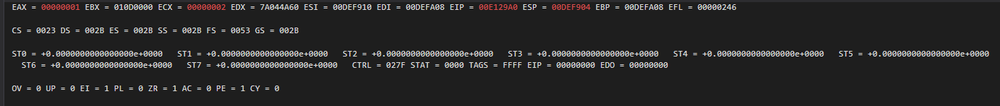 EAX = 00000001 EBX = 010D0000 ECX = 00000002 EDX = 7A044A60 ESI = 00DEF910 EDI = 00DEFA08 EIP = 00E129A0 ESP = 00DEF904 EBP = 00DEFA08 EFL = 00000246
CS = 0023 DS = 002B ES = 002B SS = 002B FS = 0053 GS = 002B
ST0 = +0.0000000000000000e+0000 ST1 = +0.0000000000000000e+0000 ST2 = +0.0000000000000000e+0000 ST3 = +0.0000000000000000e+0000 ST4 = +0.0000000000000000e+0000 ST5 = +0.0000000000000000e+0000
ST6 = +0.0000000000000000e+0000 ST7 = +0.0000000000000000e+0000 CTRL = 027F STAT = 0000 TAGS = FFFF EIP = 00000000 EDO = 00000000
OV = 0 UP = 0 EI = 1 PL = 0 ZR = 1 AC = 0 PE = 1 CY = 0